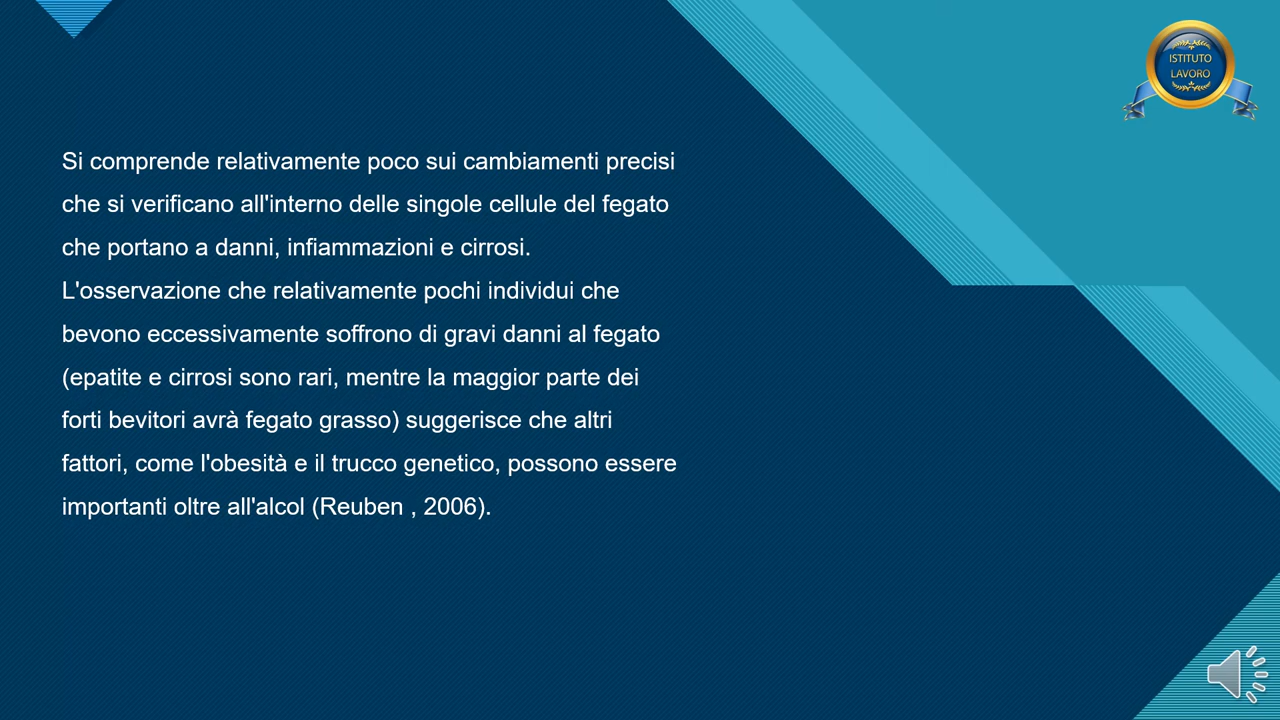 ISTITUTO
LAVORO
Si comprende relativamente poco sui cambiamenti precisi
che si verificano all'interno delle singole cellule del fegato
che portano a danni, infiammazioni e cirrosi.
L'osservazione che relativamente pochi individui che
bevono eccessivamente soffrono di gravi danni al fegato
(epatite e cirrosi sono rari, mentre la maggior parte dei
forti bevitori avrà fegato grasso) suggerisce che altri
fattori, come l'obesità e il trucco genetico, possono essere
importanti oltre all'alcol (Reuben , 2006).